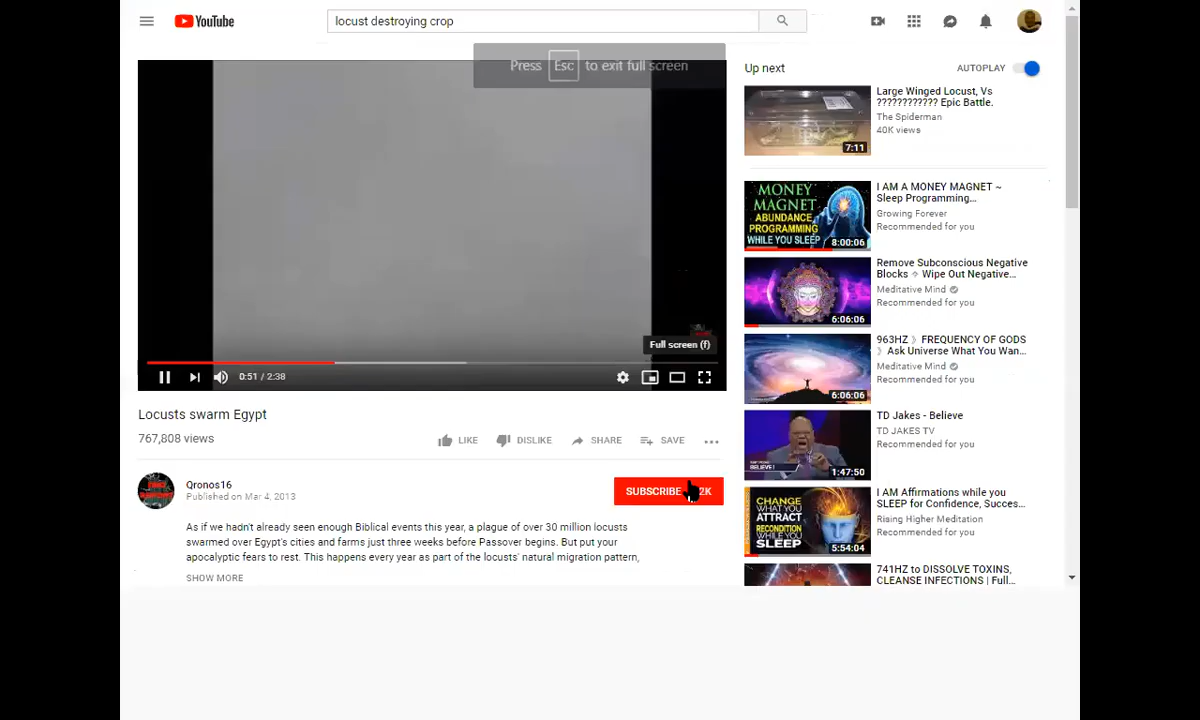 YouTube
locust destroying crop
Press Esc to exit full screen
Full screen (f)
0:51 / 2:38
Locusts swarm Egypt
767,808 views
LIKE
DISLIKE
SHARE
SAVE
Qronos16
Published on Mar 4, 2013
SUBSCRIBE 2K
As if we hadn't already seen enough Biblical events this year, a plague of over 30 million locusts
swarmed over Egypt's cities and farms just three weeks before Passover begins. But put your
apocalyptic fears to rest. This happens every year as part of the locusts' natural migration pattern,
SHOW MORE
Up next
AUTOPLAY
Large Winged Locust, Vs
???????????? Epic Battle.
The Spiderman
40K views
7:11
MONEY
MAGNET
ABUNDANCE
PROGRAMMING
WHILE YOU SLEEP
8:00:06
I AM A MONEY MAGNET ~
Sleep Programming...
Growing Forever
Recommended for you
Remove Subconscious Negative
Blocks ✧ Wipe Out Negative...
Meditative Mind
Recommended for you
6:06:06
963HZ 》 FREQUENCY OF GODS
》 Ask Universe What You Wan...
Meditative Mind
Recommended for you
6:06:06
TD Jakes - Believe
TD JAKES TV
Recommended for you
BELIEVE!
1:47:50
CHANGE
WHAT YOU
ATTRACT
RECONDITION
WHILE YOU
SLEEP
5:54:04
I AM Affirmations while you
SLEEP for Confidence, Succes...
Rising Higher Meditation
Recommended for you
741HZ to DISSOLVE TOXINS,
CLEANSE INFECTIONS | Full...